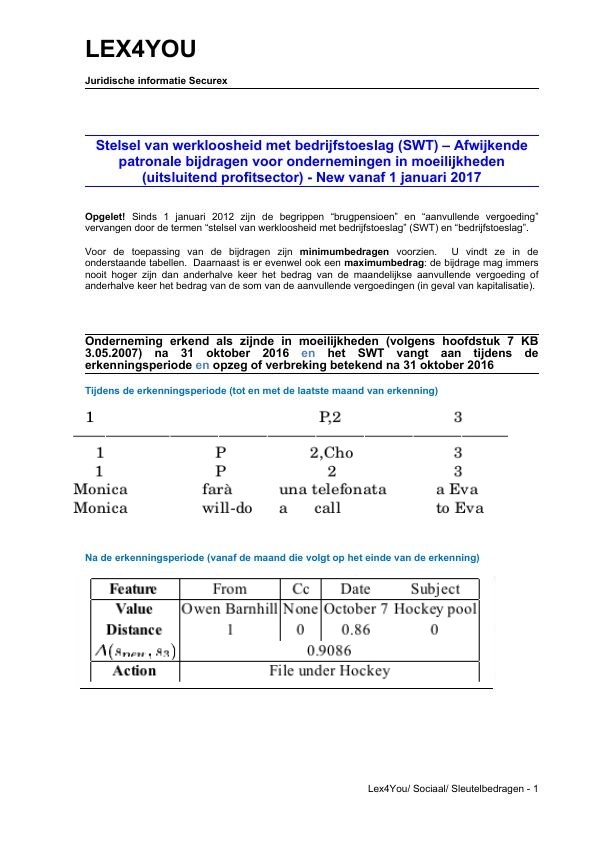 LEX4YOU
Juridische informatie Securex
Stelsel van werkloosheid met bedrijfstoeslag (SWT) – Afwijkende
patronale bijdragen voor ondernemingen in moeilijkheden
(uitsluitend profitsector) - New vanaf 1 januari 2017
Opgelet! Sinds 1 januari 2012 zijn de begrippen “brugpensioen” en “aanvullende vergoeding”
vervangen door de termen “stelsel van werkloosheid met bedrijfstoeslag” (SWT) en “bedrijfstoeslag”.
Voor de toepassing van de bijdragen zijn minimumbedragen voorzien. U vindt ze in de
onderstaande tabellen. Daarnaast is er evenwel ook een maximumbedrag: de bijdrage mag immers
nooit hoger zijn dan anderhalve keer het bedrag van de maandelijkse aanvullende vergoeding of
anderhalve keer het bedrag van de som van de aanvullende vergoedingen (in geval van kapitalisatie).
Onderneming erkend als zijnde in moeilijkheden (volgens hoofdstuk 7 KB
3.05.2007) na 31 oktober 2016 en het SWT vangt aan tijdens de
erkenningsperiode en opzeg of verbreking betekend na 31 oktober 2016
Tijdens de erkenningsperiode (tot en met de laatste maand van erkenning)
1 P,2 3
1 P 2,Cho 3
1 P 2 3
Monica farà una telefonata a Eva
Monica will-do a call to Eva
Na de erkenningsperiode (vanaf de maand die volgt op het einde van de erkenning)
Feature From Cc Date Subject
Value Owen Barnhill None October 7 Hockey pool
Distance 1 0 0.86 0
0.9086
Action File under Hockey
Lex4You/ Sociaal/ Sleutelbedragen - 1